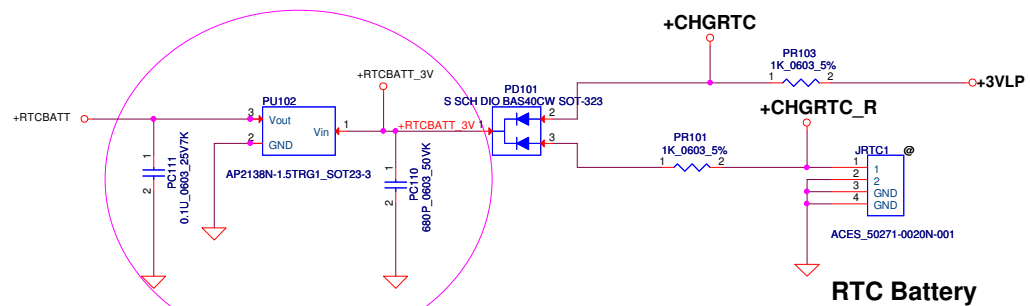 +CHGRTC
PR103
1K_0603_5%
1
2
+3VLP
+RTCBATT_3V
PD101
S SCH DIO BAS40CW SOT-323
+CHGRTC_R
+RTCBATT
PU102
3
Vout
2
GND
Vin
1
+RTCBATT_3V
1
2
3
PR101
1K_0603_5%
1
2
JRTC1
@
1
2
3
4
1
2
GND
GND
AP2138N-1.5TRG1_SOT23-3
1
2
PC111
0.1U_0603_25V7K
1
2
PC110
680P_0603_50VK
ACES_50271-0020N-001
RTC Battery